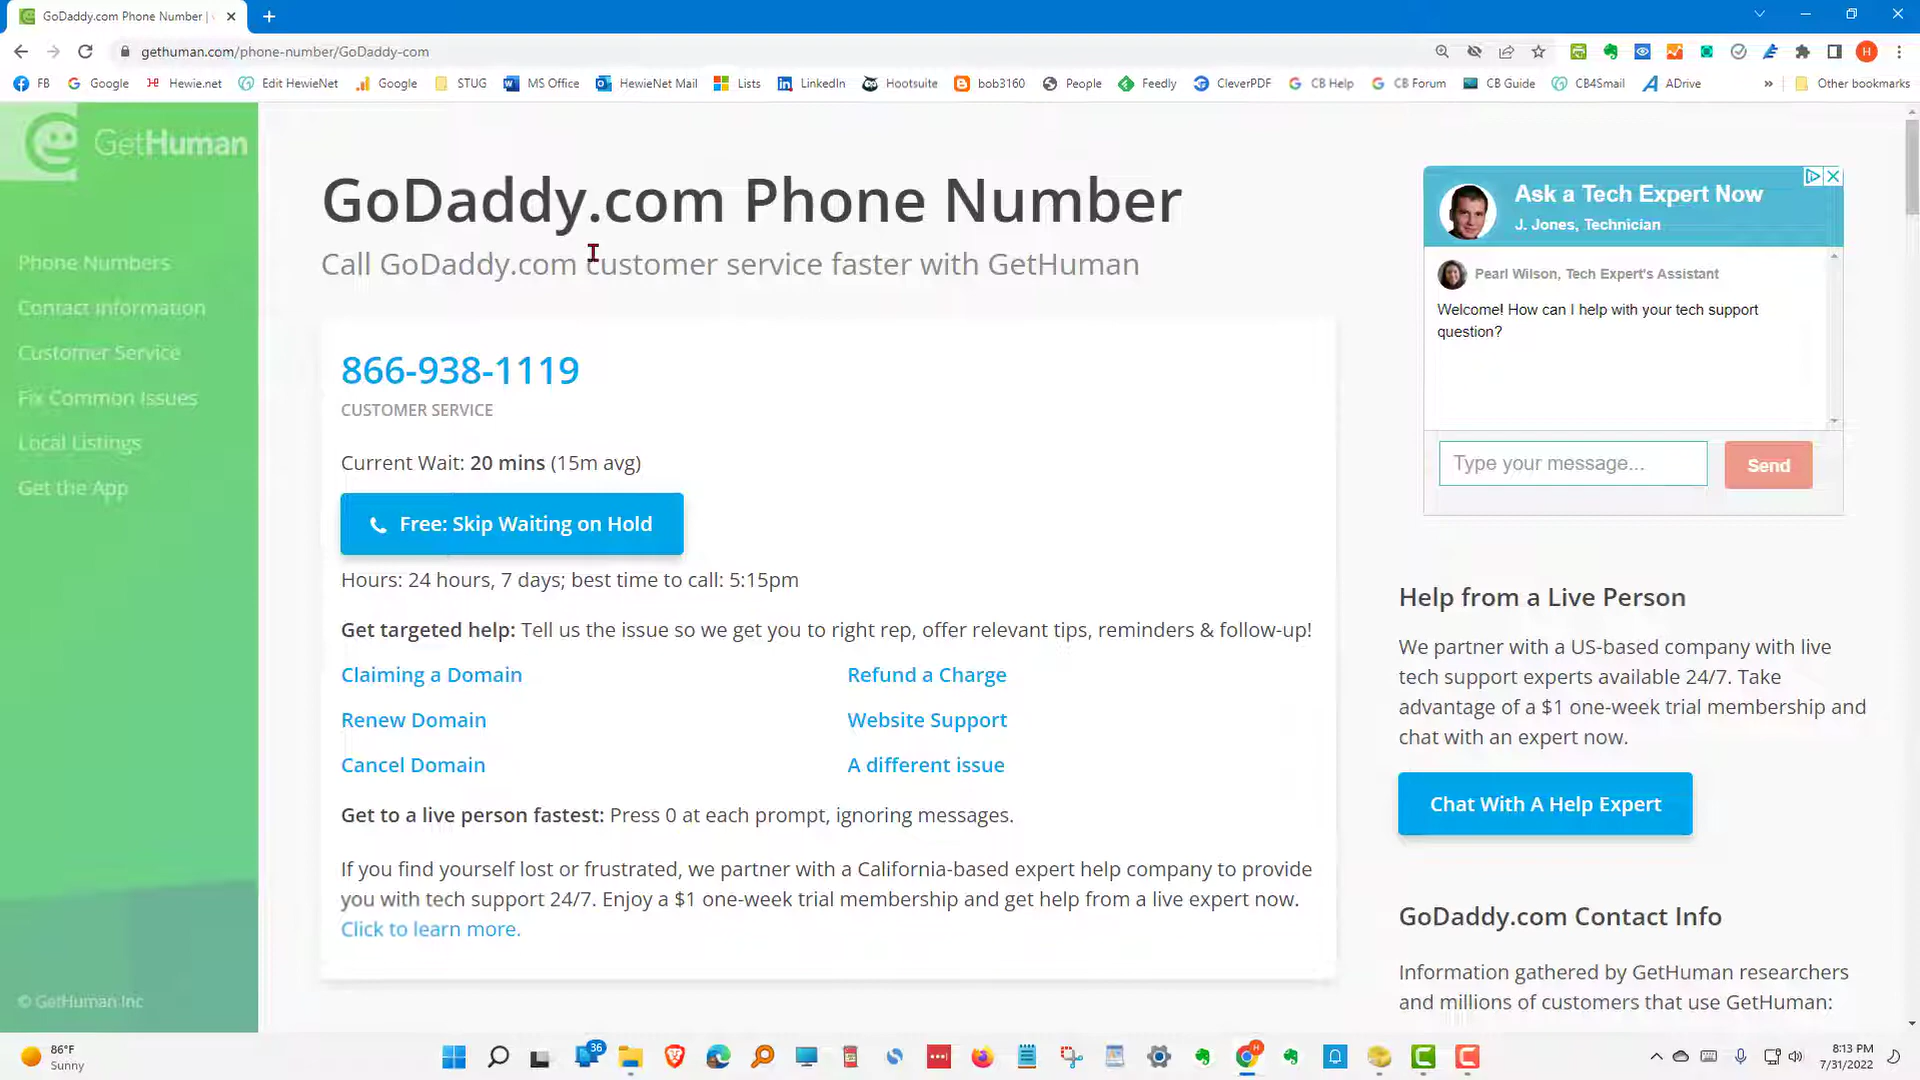 GoDaddy.com Phone Number |
gethuman.com/phone-number/GoDaddy-com
H
FB
Google
Hewie.net
Edit HewieNet
Google
STUG
MS Office
HewieNet Mail
Lists
LinkedIn
Hootsuite
bob3160
People
Feedly
CleverPDF
CB Help
CB Forum
CB Guide
CB4Smail
ADrive
»
Other bookmarks
GetHuman
Phone Numbers
Contact Information
Customer Service
Fix Common Issues
Local Listings
Get the App
© GetHuman Inc
GoDaddy.com Phone Number
Call GoDaddy.com customer service faster with GetHuman
866-938-1119
CUSTOMER SERVICE
Current Wait: 20 mins (15m avg)
Free: Skip Waiting on Hold
Hours: 24 hours, 7 days; best time to call: 5:15pm
Get targeted help: Tell us the issue so we get you to right rep, offer relevant tips, reminders & follow-up!
Claiming a Domain
Refund a Charge
Renew Domain
Website Support
Cancel Domain
A different issue
Get to a live person fastest: Press 0 at each prompt, ignoring messages.
If you find yourself lost or frustrated, we partner with a California-based expert help company to provide
you with tech support 24/7. Enjoy a $1 one-week trial membership and get help from a live expert now.
Click to learn more.
Ask a Tech Expert Now
J. Jones, Technician
Pearl Wilson, Tech Expert's Assistant
Welcome! How can I help with your tech support
question?
Type your message...
Send
Help from a Live Person
We partner with a US-based company with live
tech support experts available 24/7. Take
advantage of a $1 one-week trial membership and
chat with an expert now.
Chat With A Help Expert
GoDaddy.com Contact Info
Information gathered by GetHuman researchers
and millions of customers that use GetHuman:
86°F
Sunny
36
8:13 PM
7/31/2022